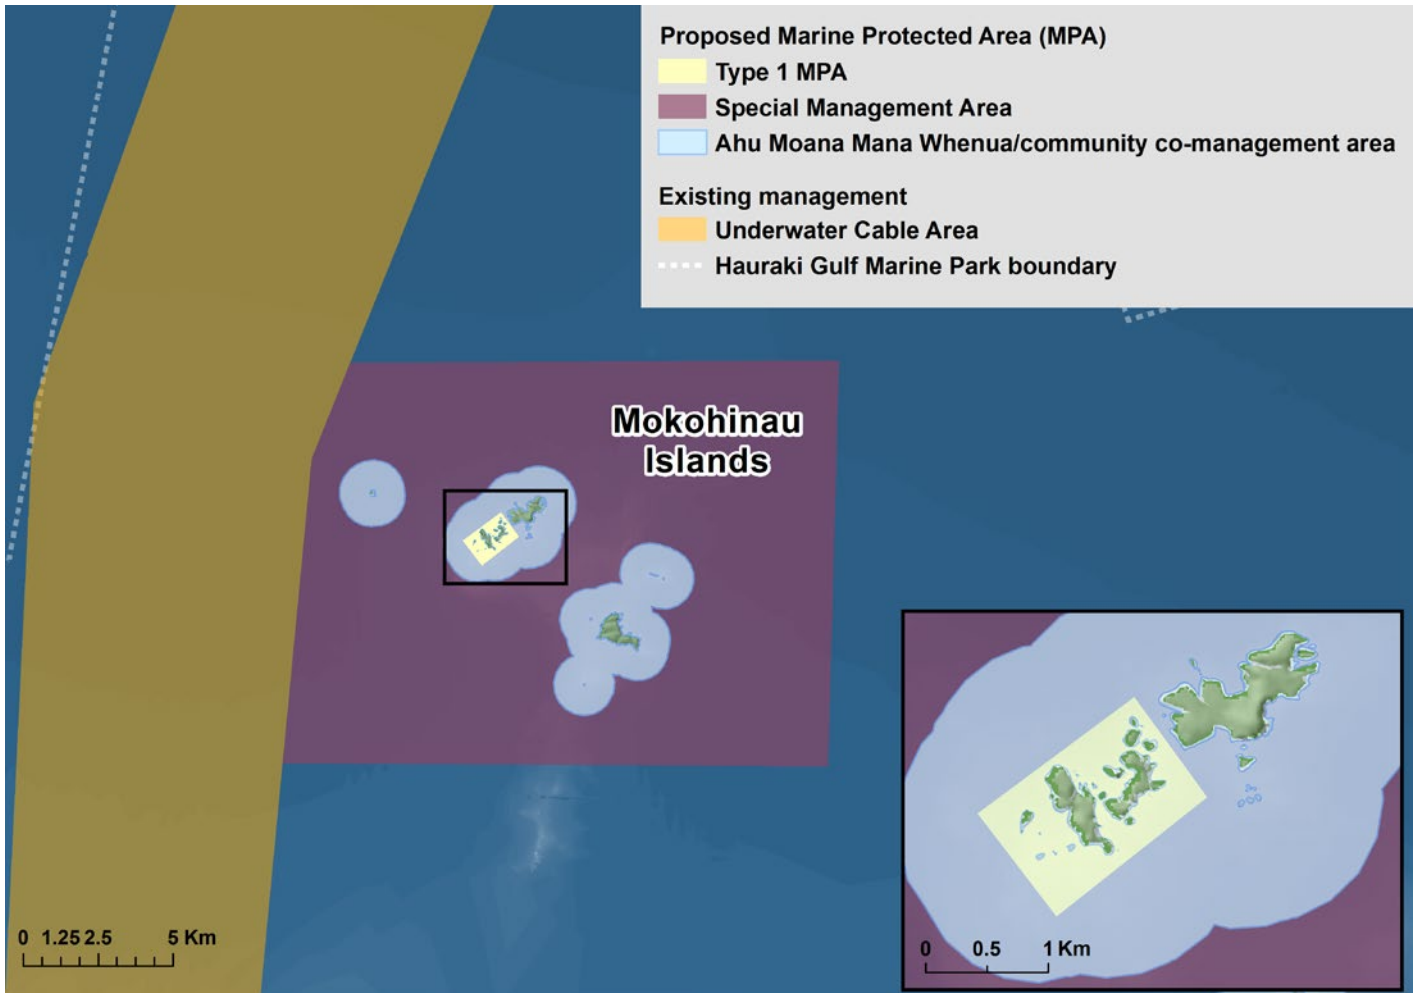 Proposed Marine Protected Area (MPA)
Type 1 MPA
Special Management Area
Ahu Moana Mana Whenua/community co-management area
Existing management
Underwater Cable Area
Hauraki Gulf Marine Park boundary
Mokohinau
Islands
0 1.25 2.5 5 Km
0 0.5 1 Km